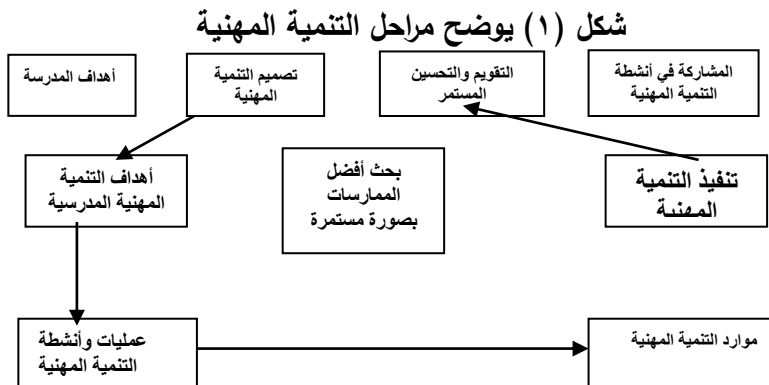 شكل (١) يوضح مراحل التنمية المهنية
المشاركة في أنشطة
التنمية المهنية
التقويم والتحسين
المستمر
تصميم التنمية
المهنية
أهداف المدرسة
تنفيذ التنمية
المهنية
بحث أفضل
الممارسات
بصورة مستمرة
أهداف التنمية
المهنية المدرسية
موارد التنمية المهنية
عمليات وأنشطة
التنمية المهنية